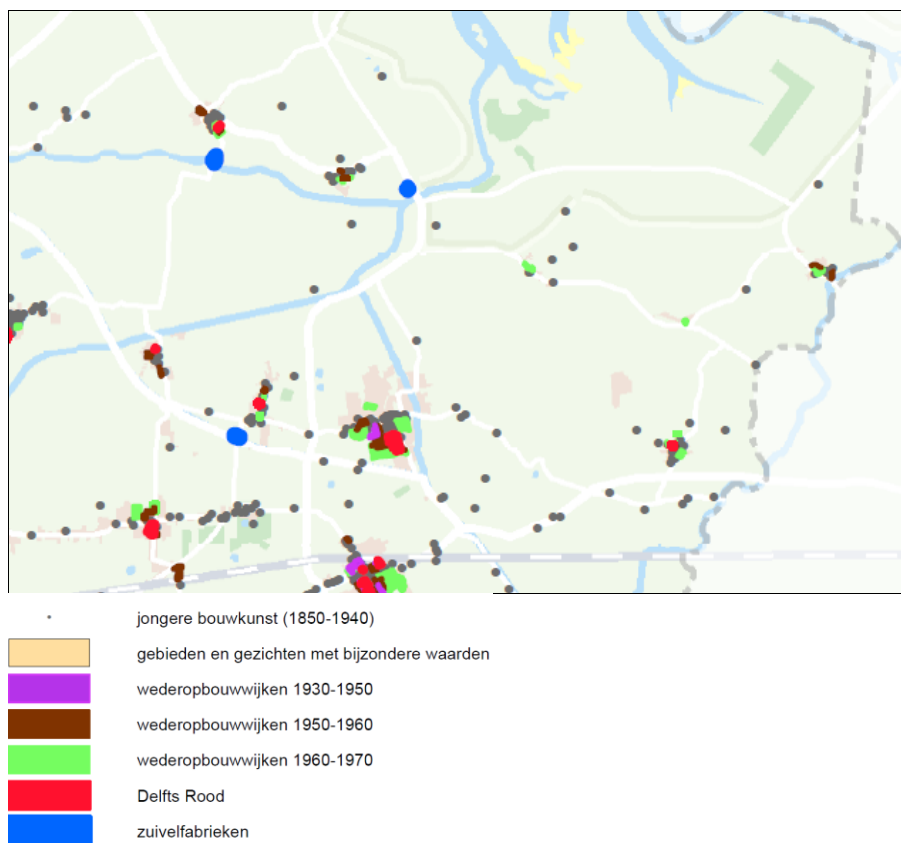 jongere bouwkunst (1850-1940)
gebieden en gezichten met bijzondere waarden
wederopbouwwijken 1930-1950
wederopbouwwijken 1950-1960
wederopbouwwijken 1960-1970
Delfts Rood
zuivelfabrieken